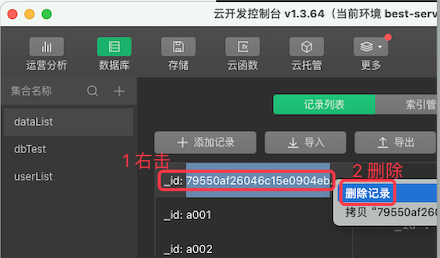 云开发控制台 v1.3.64（当前环境 best-serv
运营分析
数据库
存储
云函数
云托管
更多
集合名称
记录列表
索引管
dataList
添加记录
导入
导出
dbTest
1 右击
2 删除
userList
_id: 79550af26046c15e0904eb
删除记录
拷贝 “79550af26
_id: a001
_id: a002